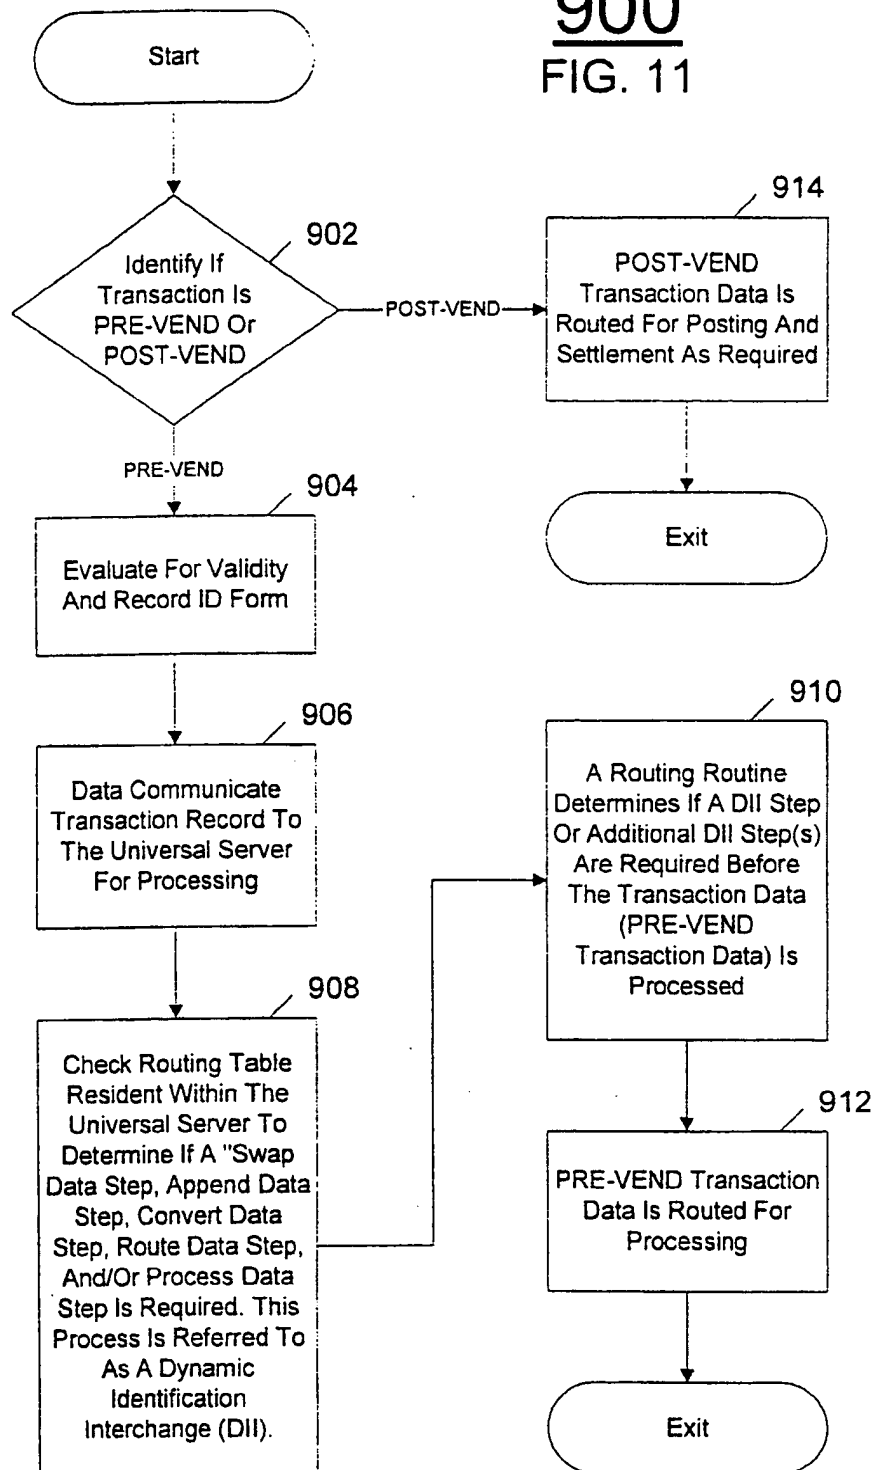 900
FIG. 11
Start
902
Identify If
Transaction Is
PRE-VEND Or
POST-VEND
POST-VEND
914
POST-VEND
Transaction Data Is
Routed For Posting And
Settlement As Required
Exit
PRE-VEND
904
Evaluate For Validity
And Record ID Form
906
Data Communicate
Transaction Record To
The Universal Server
For Processing
908
Check Routing Table
Resident Within The
Universal Server To
Determine If A "Swap
Data Step, Append Data
Step, Convert Data
Step, Route Data Step,
And/Or Process Data
Step Is Required. This
Process Is Referred To
As A Dynamic
Identification
Interchange (DII).
910
A Routing Routine
Determines If A DII Step
Or Additional DII Step(s)
Are Required Before
The Transaction Data
(PRE-VEND
Transaction Data) Is
Processed
912
PRE-VEND Transaction
Data Is Routed For
Processing
Exit